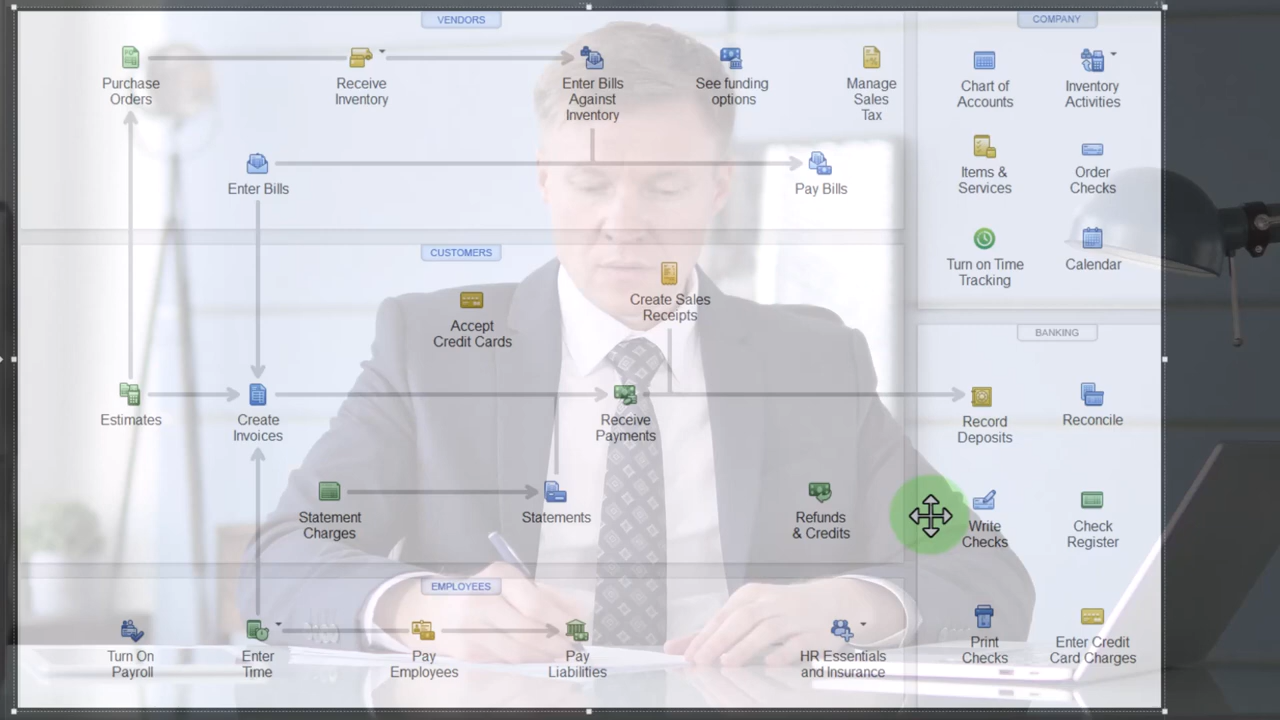 VENDORS
Purchase
Orders
Receive
Inventory
Enter Bills
Against
Inventory
See funding
options
Manage
Sales
Tax
Enter Bills
Pay Bills
CUSTOMERS
Accept
Credit Cards
Create Sales
Receipts
Estimates
Create
Invoices
Receive
Payments
Statement
Charges
Statements
Refunds
& Credits
EMPLOYEES
Turn On
Payroll
Enter
Time
Pay
Employees
Pay
Liabilities
HR Essentials
and Insurance
COMPANY
Chart of
Accounts
Inventory
Activities
Items &
Services
Order
Checks
Turn on Time
Tracking
Calendar
BANKING
Record
Deposits
Reconcile
Write
Checks
Check
Register
Print
Checks
Enter Credit
Card Charges